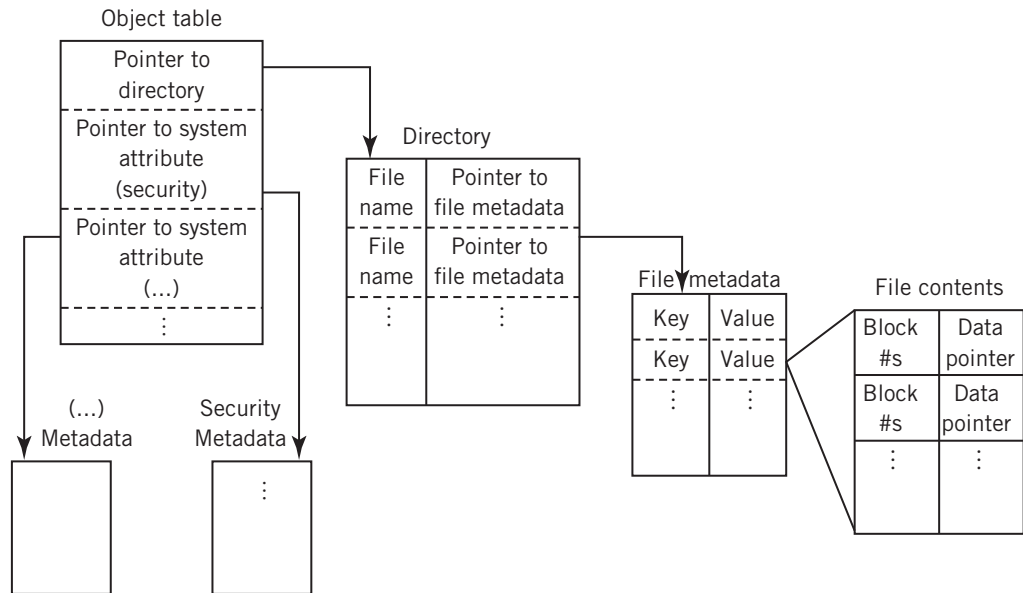 Object table
Pointer to
directory
Pointer to system
attribute
(security)
Pointer to system
attribute
(...)
⋮
Directory
File
name
Pointer to
file metadata
File
name
Pointer to
file metadata
⋮
⋮
File metadata
Key
Value
Key
Value
⋮
⋮
File contents
Block
#s
Data
pointer
Block
#s
Data
pointer
⋮
⋮
(...)
Metadata
Security
Metadata
⋮